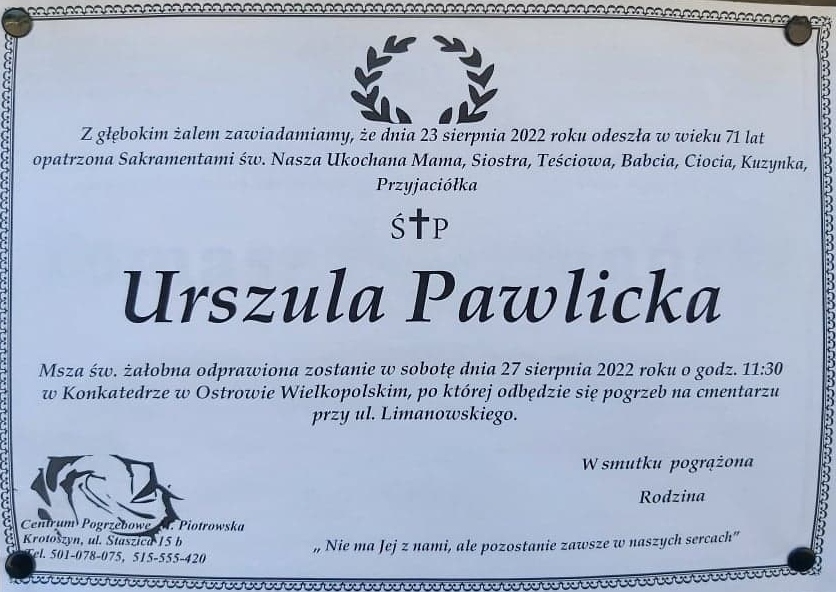 Z głębokim żalem zawiadamiamy, że dnia 23 sierpnia 2022 roku odeszła w wieku 71 lat
opatrzona Sakramentami św. Nasza Ukochana Mama, Siostra, Teściowa, Babcia, Ciocia, Kuzynka,
Przyjaciółka
Ś✝P
Urszula Pawlicka
Msza św. żałobna odprawiona zostanie w sobotę dnia 27 sierpnia 2022 roku o godz. 11:30
w Konkatedrze w Ostrowie Wielkopolskim, po której odbędzie się pogrzeb na cmentarzu
przy ul. Limanowskiego.
W smutku pogrążona
Rodzina
Centrum Pogrzebowe M. Piotrowska
Krotoszyn, ul. Staszica 15 b
Tel. 501-078-075, 515-555-420
„ Nie ma Jej z nami, ale pozostanie zawsze w naszych sercach"